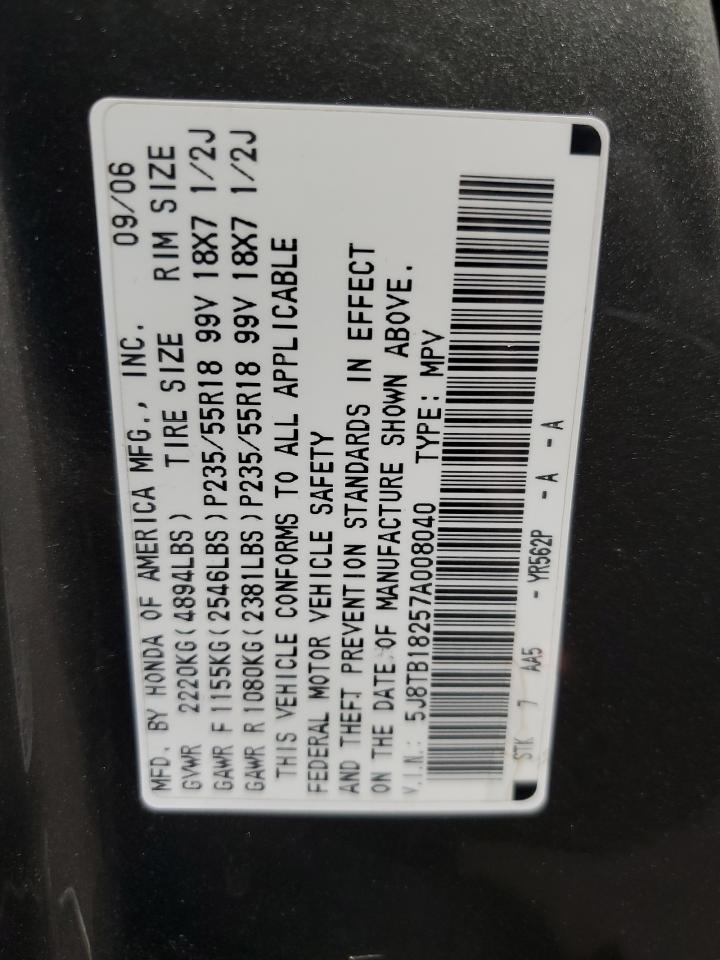 MFD. BY HONDA OF AMERICA MFG., INC. 09/06
GVWR 2220KG(4894LBS) TIRE SIZE RIM SIZE
GAWR F 1155KG(2546LBS)P235/55R18 99V 18X7 1/2J
GAWR R 1080KG(2381LBS)P235/55R18 99V 18X7 1/2J
THIS VEHICLE CONFORMS TO ALL APPLICABLE
FEDERAL MOTOR VEHICLE SAFETY
AND THEFT PREVENTION STANDARDS IN EFFECT
ON THE DATE OF MANUFACTURE SHOWN ABOVE.
V.I.N.: 5J8TB18257A008040 TYPE: MPV
STK 7 AA5 - YR562P - A - A